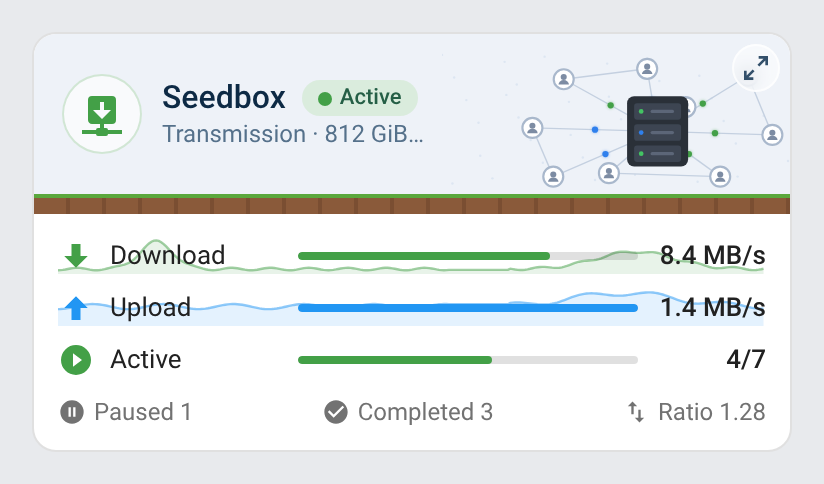 Seedbox
Active
Transmission · 812 GiB…
Download 8.4 MB/s
Upload 1.4 MB/s
Active 4/7
Paused 1 Completed 3 Ratio 1.28